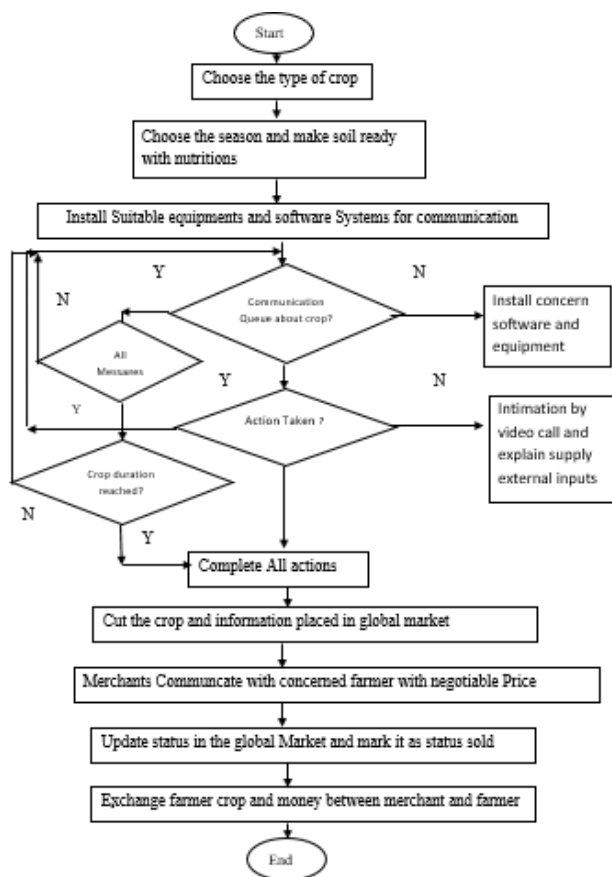 Start
Choose the type of crop
Choose the season and make soil ready
with nutritions
Install Suitable equipments and software Systems for communication
Y
N
N
Communication
Queue about crop?
Install concern
software and
equipment
All
Messages
Y
N
Y
Action Taken ?
Intimation by
video call and
explain supply
external inputs
Crop duration
reached?
N
Y
Complete All actions
Cut the crop and information placed in global market
Merchants Communcate with concerned farmer with negotiable Price
Update status in the global Market and mark it as status sold
Exchange farmer crop and money between merchant and farmer
End